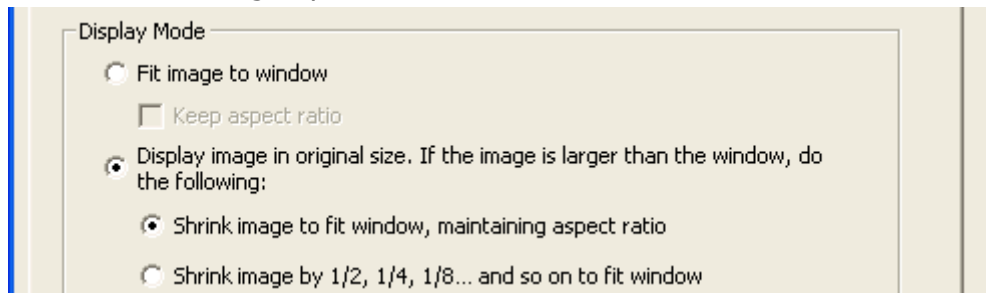 Display Mode
Fit image to window
Keep aspect ratio
Display image in original size. If the image is larger than the window, do
the following:
Shrink image to fit window, maintaining aspect ratio
Shrink image by 1/2, 1/4, 1/8... and so on to fit window